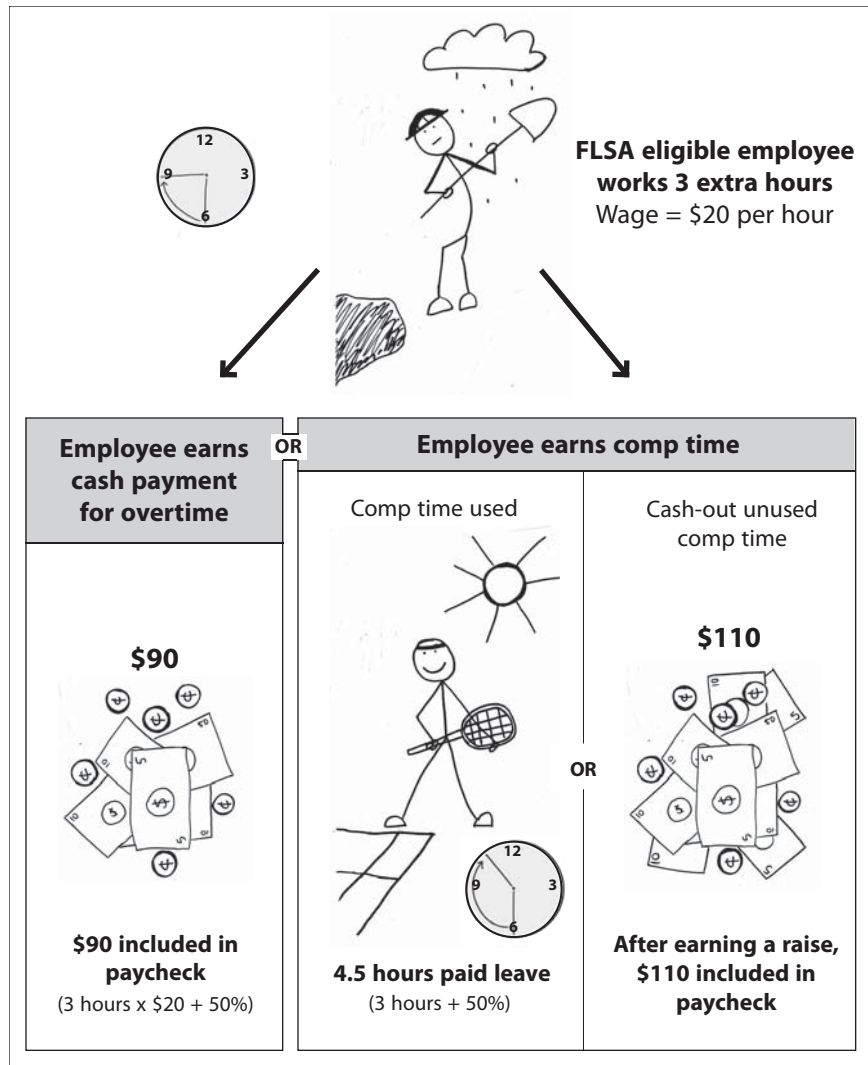 12
9
3
6
FLSA eligible employee
works 3 extra hours
Wage = $20 per hour
Employee earns
cash payment
for overtime
OR
Employee earns comp time
Comp time used
Cash-out unused
comp time
$90
$110
OR
12
9
3
6
$90 included in
paycheck
(3 hours x $20 + 50%)
4.5 hours paid leave
(3 hours + 50%)
After earning a raise,
$110 included in
paycheck